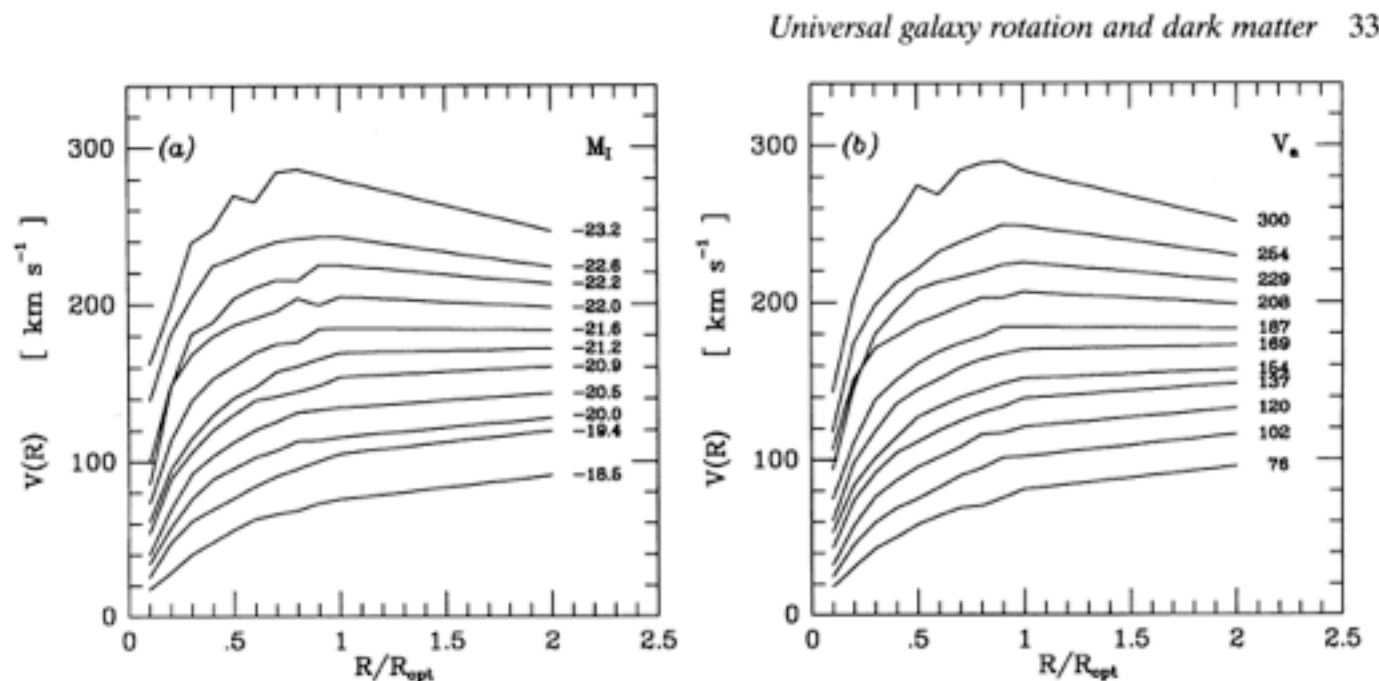 Universal galaxy rotation and dark matter 33
(a)
M_I
300
200
100
0
V(R) [ km s⁻¹ ]
-23.2
-22.6
-22.2
-22.0
-21.6
-21.2
-20.9
-20.5
-20.0
-19.4
-18.5
0 .5 1 1.5 2 2.5
R/R_opt
(b)
V_a
300
200
100
0
V(R) [ km s⁻¹ ]
300
254
229
208
187
169
154
137
120
102
76
0 .5 1 1.5 2 2.5
R/R_opt